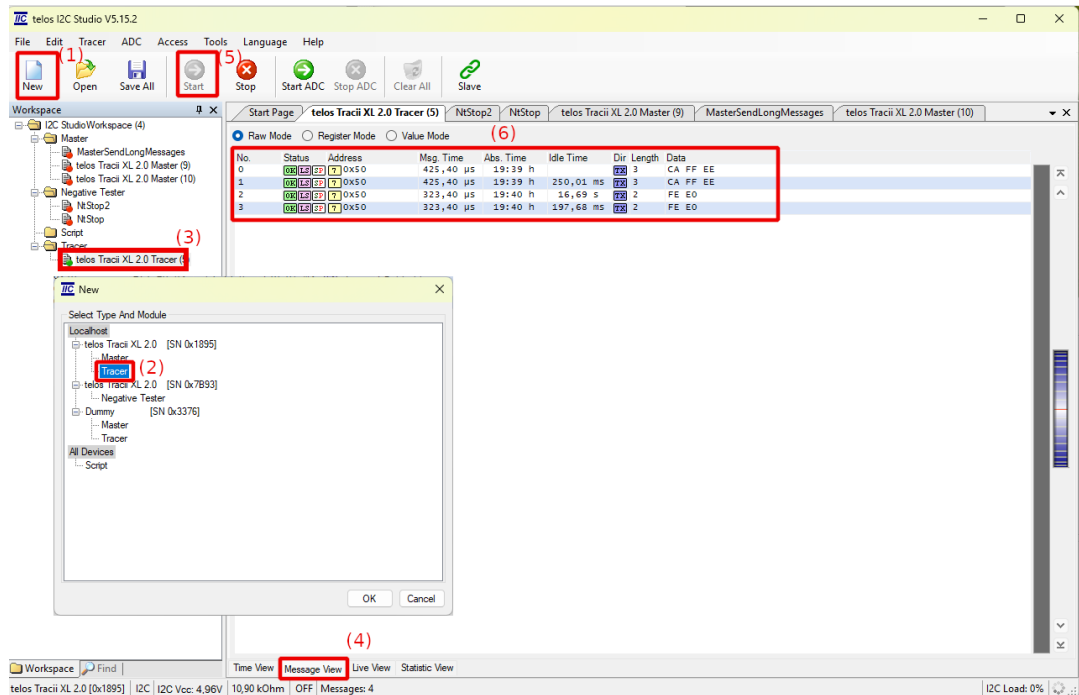 IIC telos I2C Studio V5.15.2
File Edit Tracer ADC Access Tools Language Help
(1) (5)
New Open Save All Start Stop Start ADC Stop ADC Clear All Slave
Workspace
Start Page telos Tracii XL 2.0 Tracer (5) NtStop2 NtStop telos Tracii XL 2.0 Master (9) MasterSendLongMessages telos Tracii XL 2.0 Master (10)
I2C StudioWorkspace (4)
Master
MasterSendLongMessages
telos Tracii XL 2.0 Master (9)
telos Tracii XL 2.0 Master (10)
Negative Tester
NtStop2
NtStop
Script
Tracer
(3)
telos Tracii XL 2.0 Tracer (
Raw Mode Register Mode Value Mode
(6)
No. Status Address Msg. Time Abs. Time Idle Time Dir Length Data
0 OK LS SP 7 0x50 425,40 µs 19:39 h TX 3 CA FF EE
1 OK LS SP 7 0x50 425,40 µs 19:39 h 250,01 ms TX 3 CA FF EE
2 OK LS SP 7 0x50 323,40 µs 19:40 h 16,69 s TX 2 FE E0
3 OK LS SP 7 0x50 323,40 µs 19:40 h 197,68 ms TX 2 FE E0
IIC New
Select Type And Module
Localhost
telos Tracii XL 2.0 [SN 0x1895]
Master
Tracer (2)
telos Tracii XL 2.0 [SN 0x7B93]
Negative Tester
Dummy [SN 0x3376]
Master
Tracer
All Devices
Script
OK Cancel
(4)
Workspace Find
Time View Message View Live View Statistic View
telos Tracii XL 2.0 [0x1895] I2C I2C Vcc: 4,96V 10,90 kOhm OFF Messages: 4 I2C Load: 0%